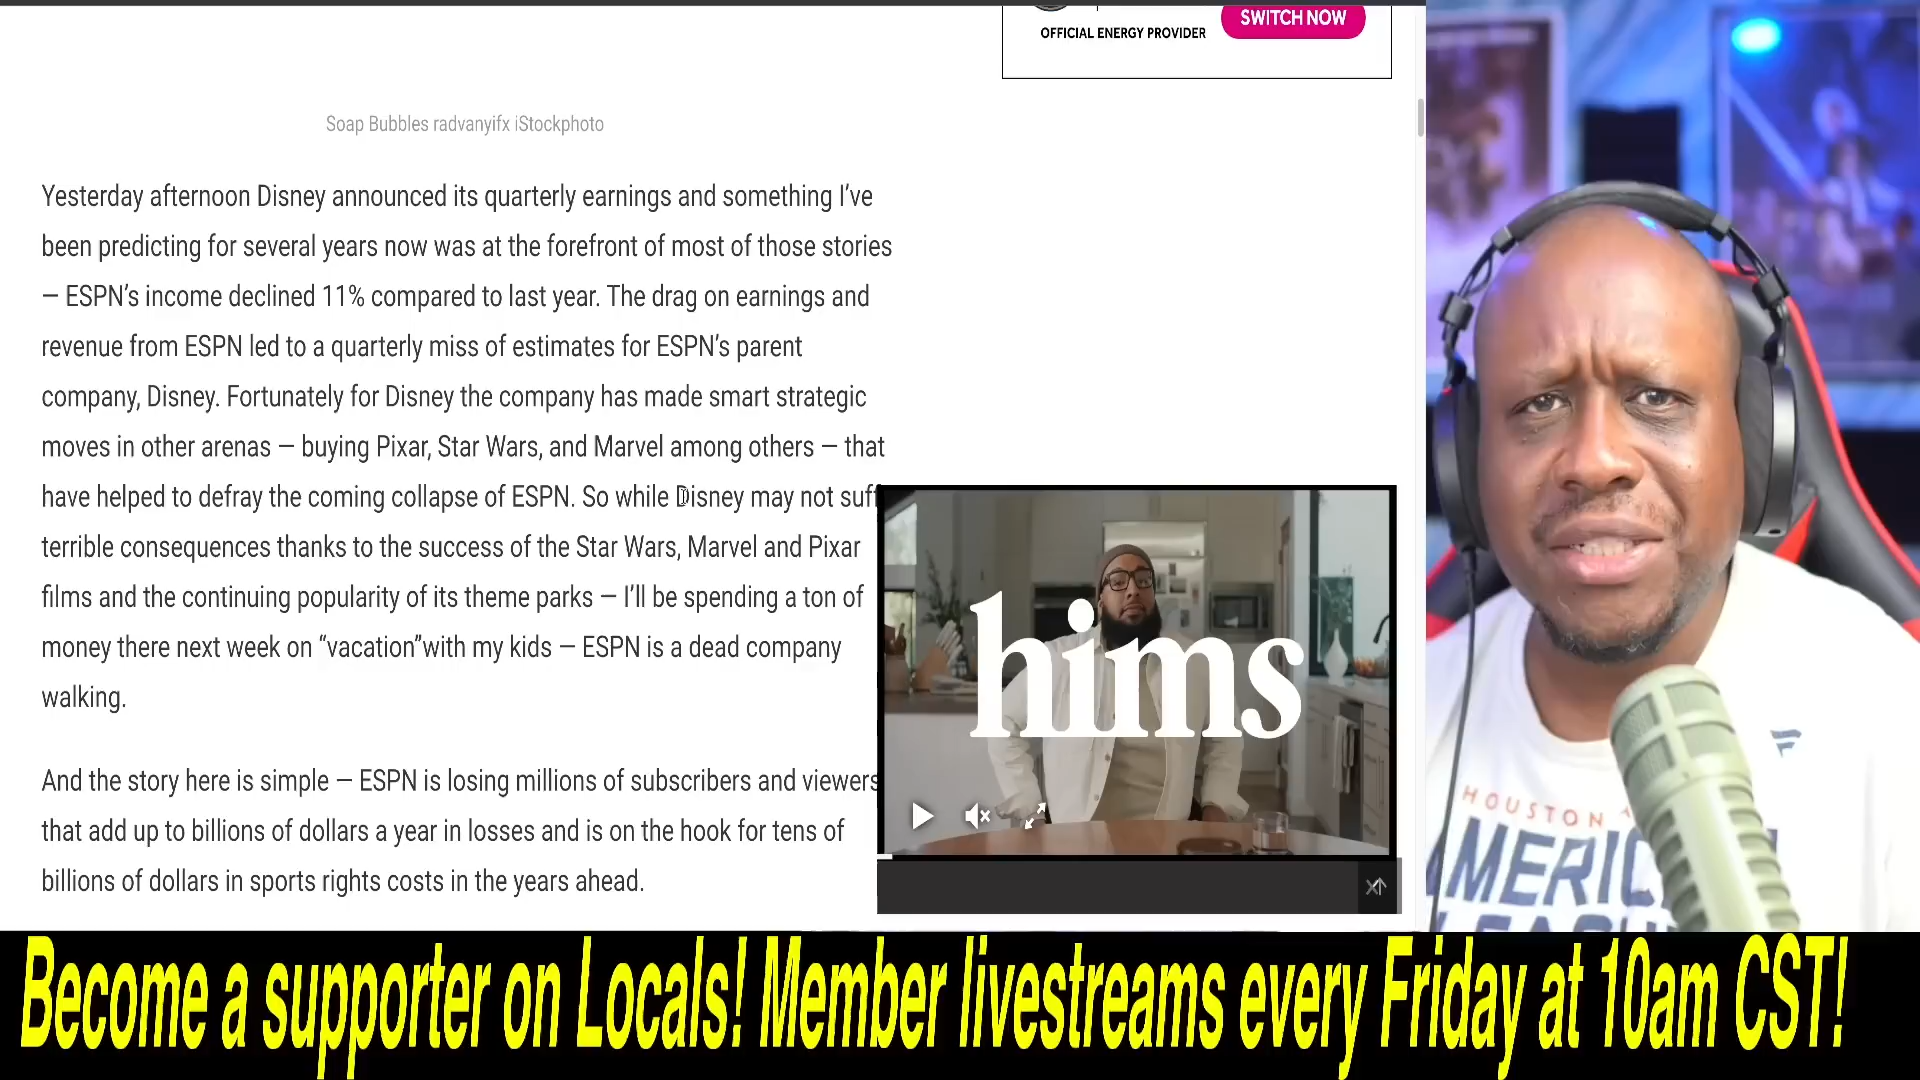 OFFICIAL ENERGY PROVIDER
SWITCH NOW
Soap Bubbles radvanyifx iStockphoto
Yesterday afternoon Disney announced its quarterly earnings and something I’ve
been predicting for several years now was at the forefront of most of those stories
— ESPN’s income declined 11% compared to last year. The drag on earnings and
revenue from ESPN led to a quarterly miss of estimates for ESPN’s parent
company, Disney. Fortunately for Disney the company has made smart strategic
moves in other arenas — buying Pixar, Star Wars, and Marvel among others — that
have helped to defray the coming collapse of ESPN. So while Disney may not suff
terrible consequences thanks to the success of the Star Wars, Marvel and Pixar
films and the continuing popularity of its theme parks — I’ll be spending a ton of
money there next week on “vacation”with my kids — ESPN is a dead company
walking.
And the story here is simple — ESPN is losing millions of subscribers and viewers
that add up to billions of dollars a year in losses and is on the hook for tens of
billions of dollars in sports rights costs in the years ahead.
hims
HOUSTON
AMERIC
Become a supporter on Locals! Member livestreams every Friday at 10am CST!